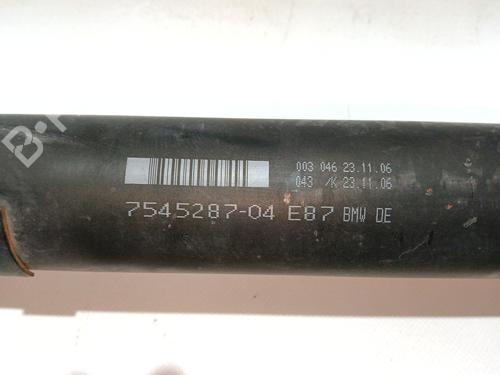 003 046 23.11.06
043 /K 23.11.06
7545287-04 E87 BMW DE